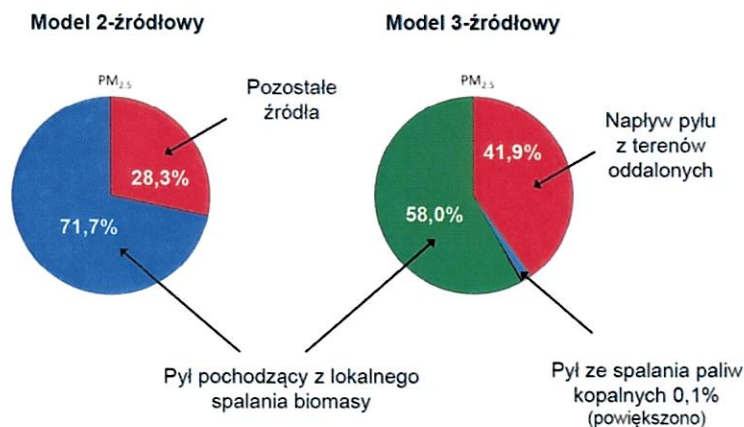 Model 2-źródłowy
Model 3-źródłowy
PM2.5
PM2.5
Pozostałe
źródła
28,3%
71,7%
Napływ pyłu
z terenów
oddalonych
41,9%
58,0%
Pył pochodzący z lokalnego
spalania biomasy
Pył ze spalania paliw
kopalnych 0,1%
(powiększono)